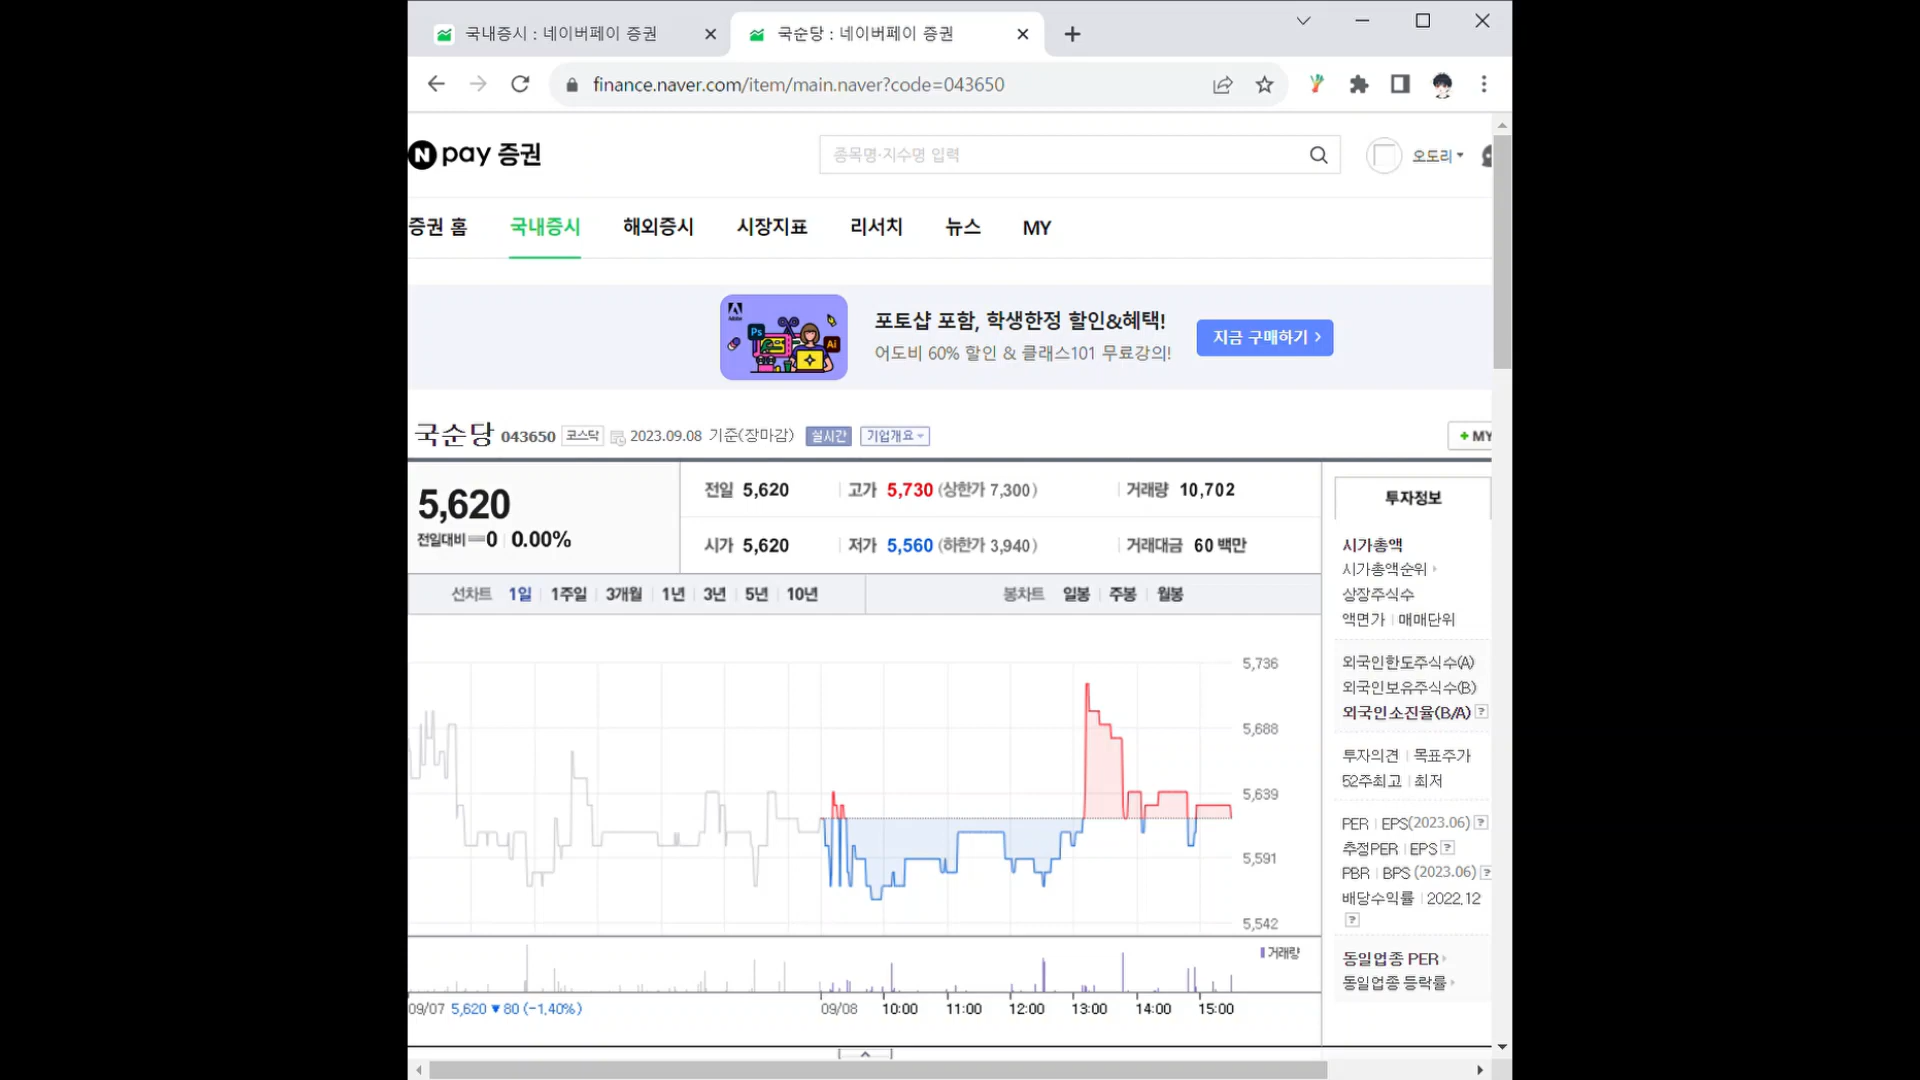 국내증시 : 네이버페이 증권
국순당 : 네이버페이 증권
finance.naver.com/item/main.naver?code=043650
N pay 증권
종목명·지수명 입력
오도리
증권 홈 국내증시 해외증시 시장지표 리서치 뉴스 MY
포토샵 포함, 학생한정 할인&혜택!
어도비 60% 할인 & 클래스101 무료강의!
지금 구매하기 >
Ps
Ai
국순당 043650 코스닥 2023.09.08 기준(장마감) 실시간 기업개요
+ MY
5,620
전일대비 0 0.00%
전일 5,620 고가 5,730 (상한가 7,300) 거래량 10,702
시가 5,620 저가 5,560 (하한가 3,940) 거래대금 60 백만
선차트 1일 1주일 3개월 1년 3년 5년 10년 봉차트 일봉 주봉 월봉
5,736
5,688
5,639
5,591
5,542
거래량
09/07 5,620 ▼ 80 (-1.40%) 09/08 10:00 11:00 12:00 13:00 14:00 15:00
투자정보
시가총액
시가총액순위
상장주식수
액면가 | 매매단위
외국인한도주식수(A)
외국인보유주식수(B)
외국인소진율(B/A) ?
투자의견 | 목표주가
52주최고 | 최저
PER | EPS(2023.06) ?
추정PER | EPS ?
PBR | BPS (2023.06) ?
배당수익률 | 2022.12
?
동일업종 PER
동일업종 등락률